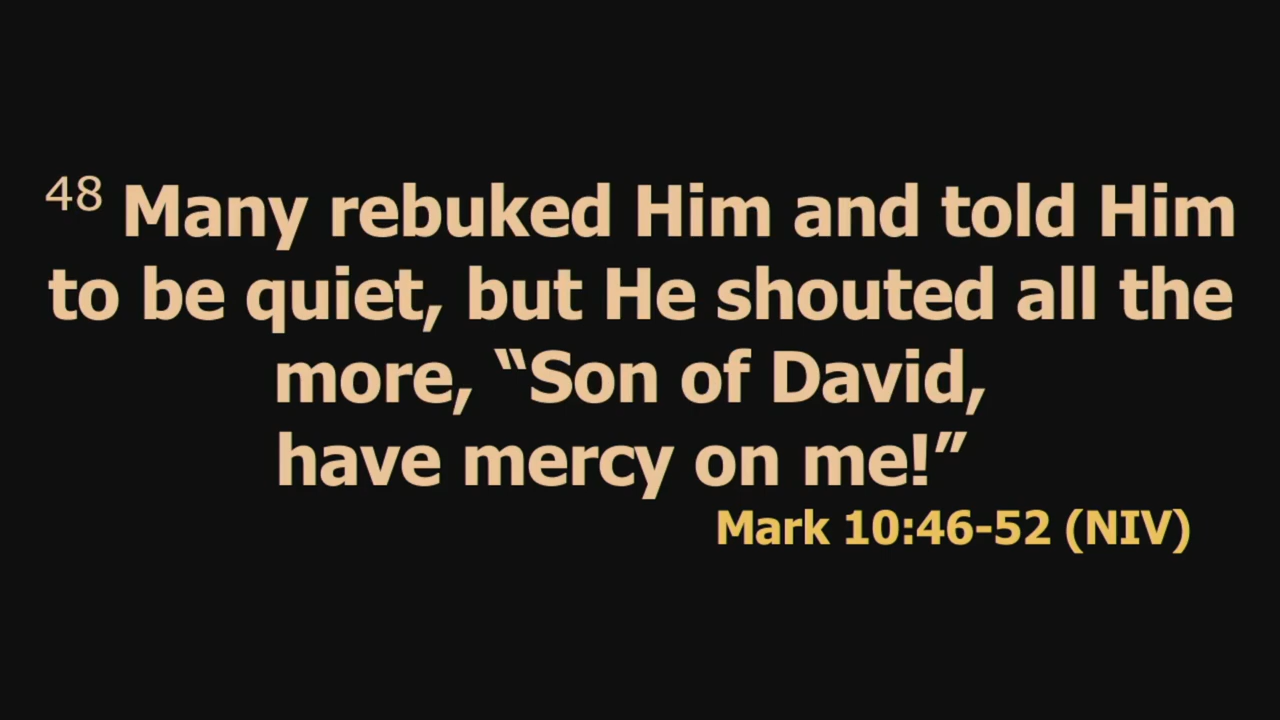 48 Many rebuked Him and told Him
to be quiet, but He shouted all the
more, “Son of David,
have mercy on me!”
Mark 10:46-52 (NIV)